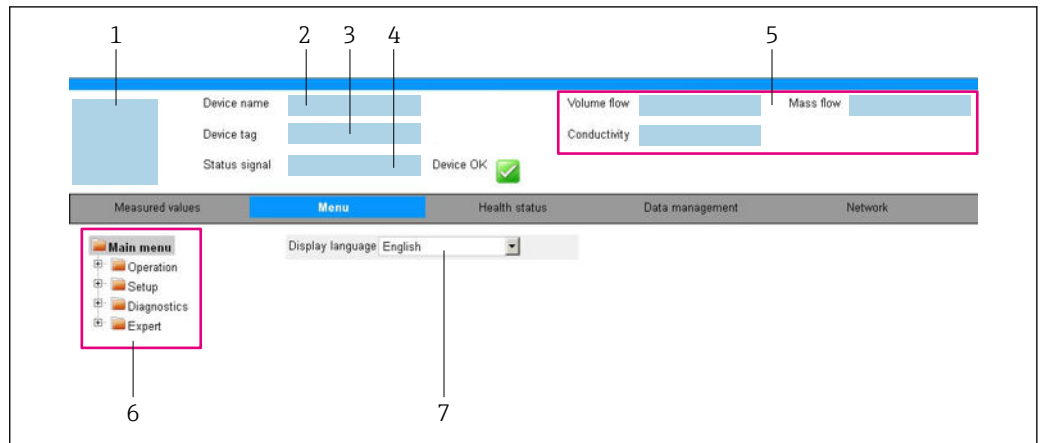 1 2 3 4 5
Device name Volume flow Mass flow
Device tag Conductivity
Status signal Device OK
Measured values Menu Health status Data management Network
Main menu Display language English
Operation
Setup
Diagnostics
Expert
6 7